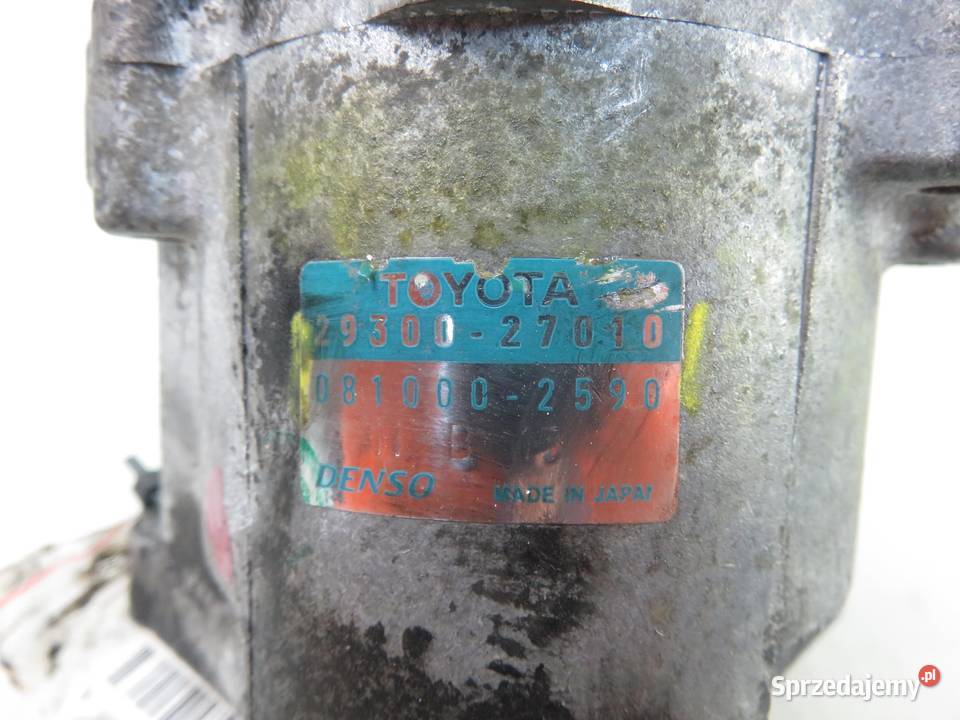 TOYOTA
29300-27010
081000-2590
DENSO MADE IN JAPAN
Sprzedajemy.pl